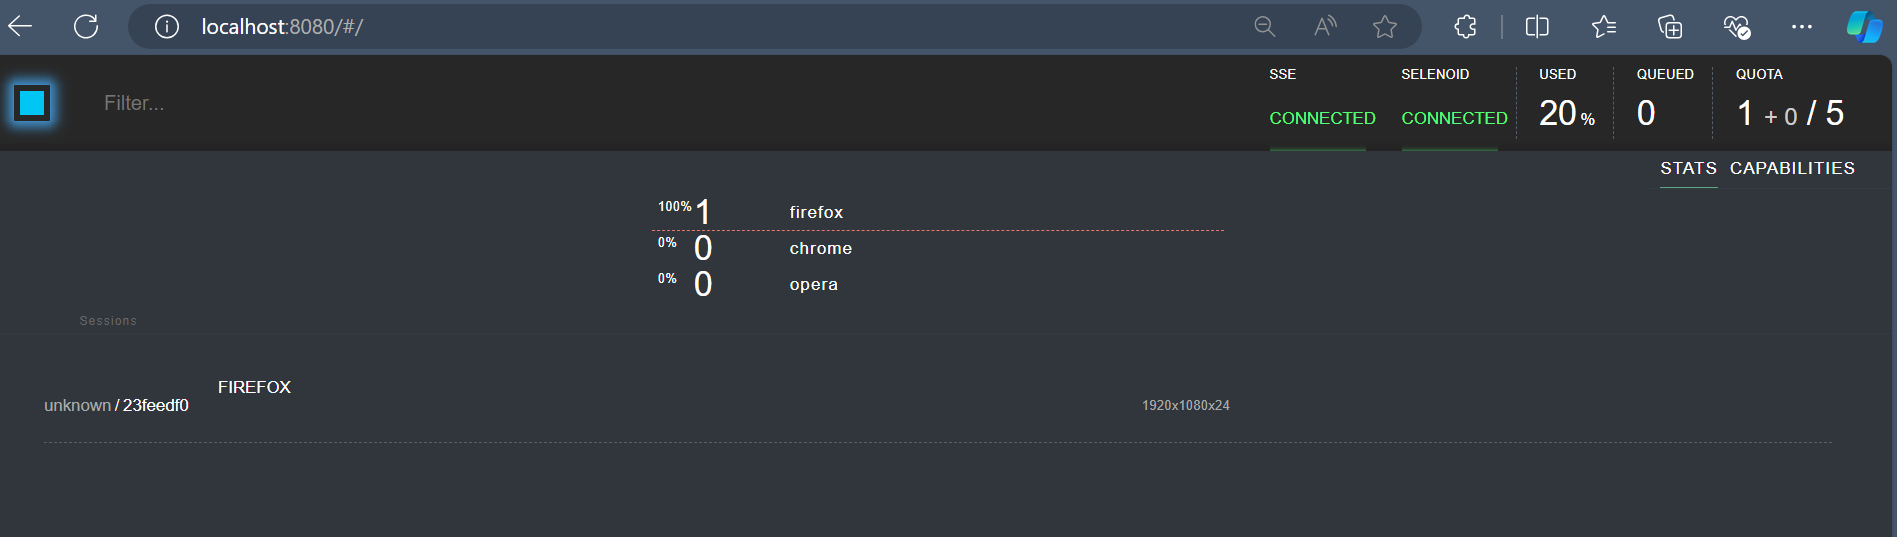 localhost:8080/#/
Filter...
SSE SELENOID USED QUEUED QUOTA
CONNECTED CONNECTED 20 % 0 1 + 0 / 5
STATS CAPABILITIES
100% 1 firefox
0% 0 chrome
0% 0 opera
Sessions
FIREFOX
unknown / 23feedf0 1920x1080x24